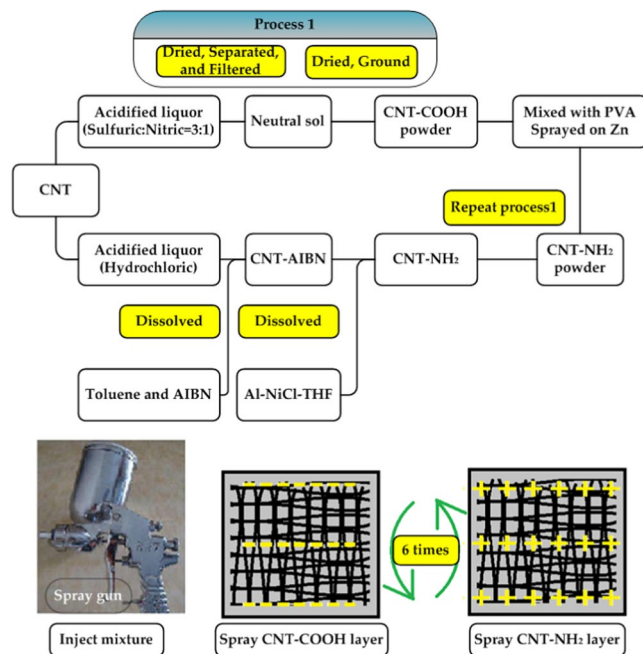 Process 1
Dried, Separated,
and Filtered
Dried, Ground
Acidified liquor
(Sulfuric:Nitric=3:1)
Neutral sol
CNT-COOH
powder
Mixed with PVA
Sprayed on Zn
CNT
Repeat process1
Acidified liquor
(Hydrochloric)
CNT-AIBN
CNT-NH₂
CNT-NH₂
powder
Dissolved
Dissolved
Toluene and AIBN
Al-NiCl-THF
6 times
Spray gun
Inject mixture
Spray CNT-COOH layer
Spray CNT-NH₂ layer